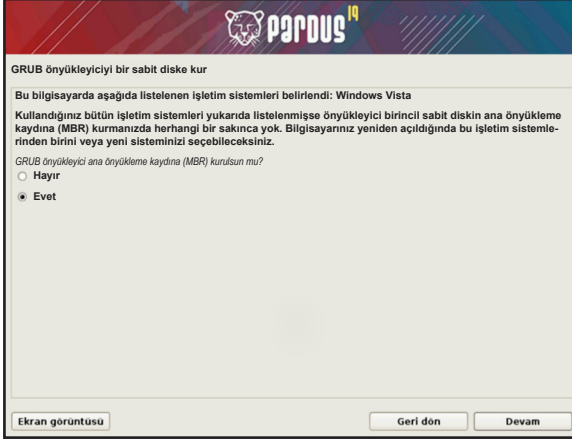 pardus 19
GRUB önyükleyiciyi bir sabit diske kur
Bu bilgisayarda aşağıda listelenen işletim sistemleri belirlendi: Windows Vista
Kullandığınız bütün işletim sistemleri yukarıda listelenmişse önyükleyici birincil sabit diskin ana önyükleme
kaydına (MBR) kurmanızda herhangi bir sakınca yok. Bilgisayarınız yeniden açıldığında bu işletim sistemle-
rinden birini veya yeni sisteminizi seçebileceksiniz.
GRUB önyükleyici ana önyükleme kaydına (MBR) kurulsun mu?
Hayır
Evet
Ekran görüntüsü
Geri dön
Devam